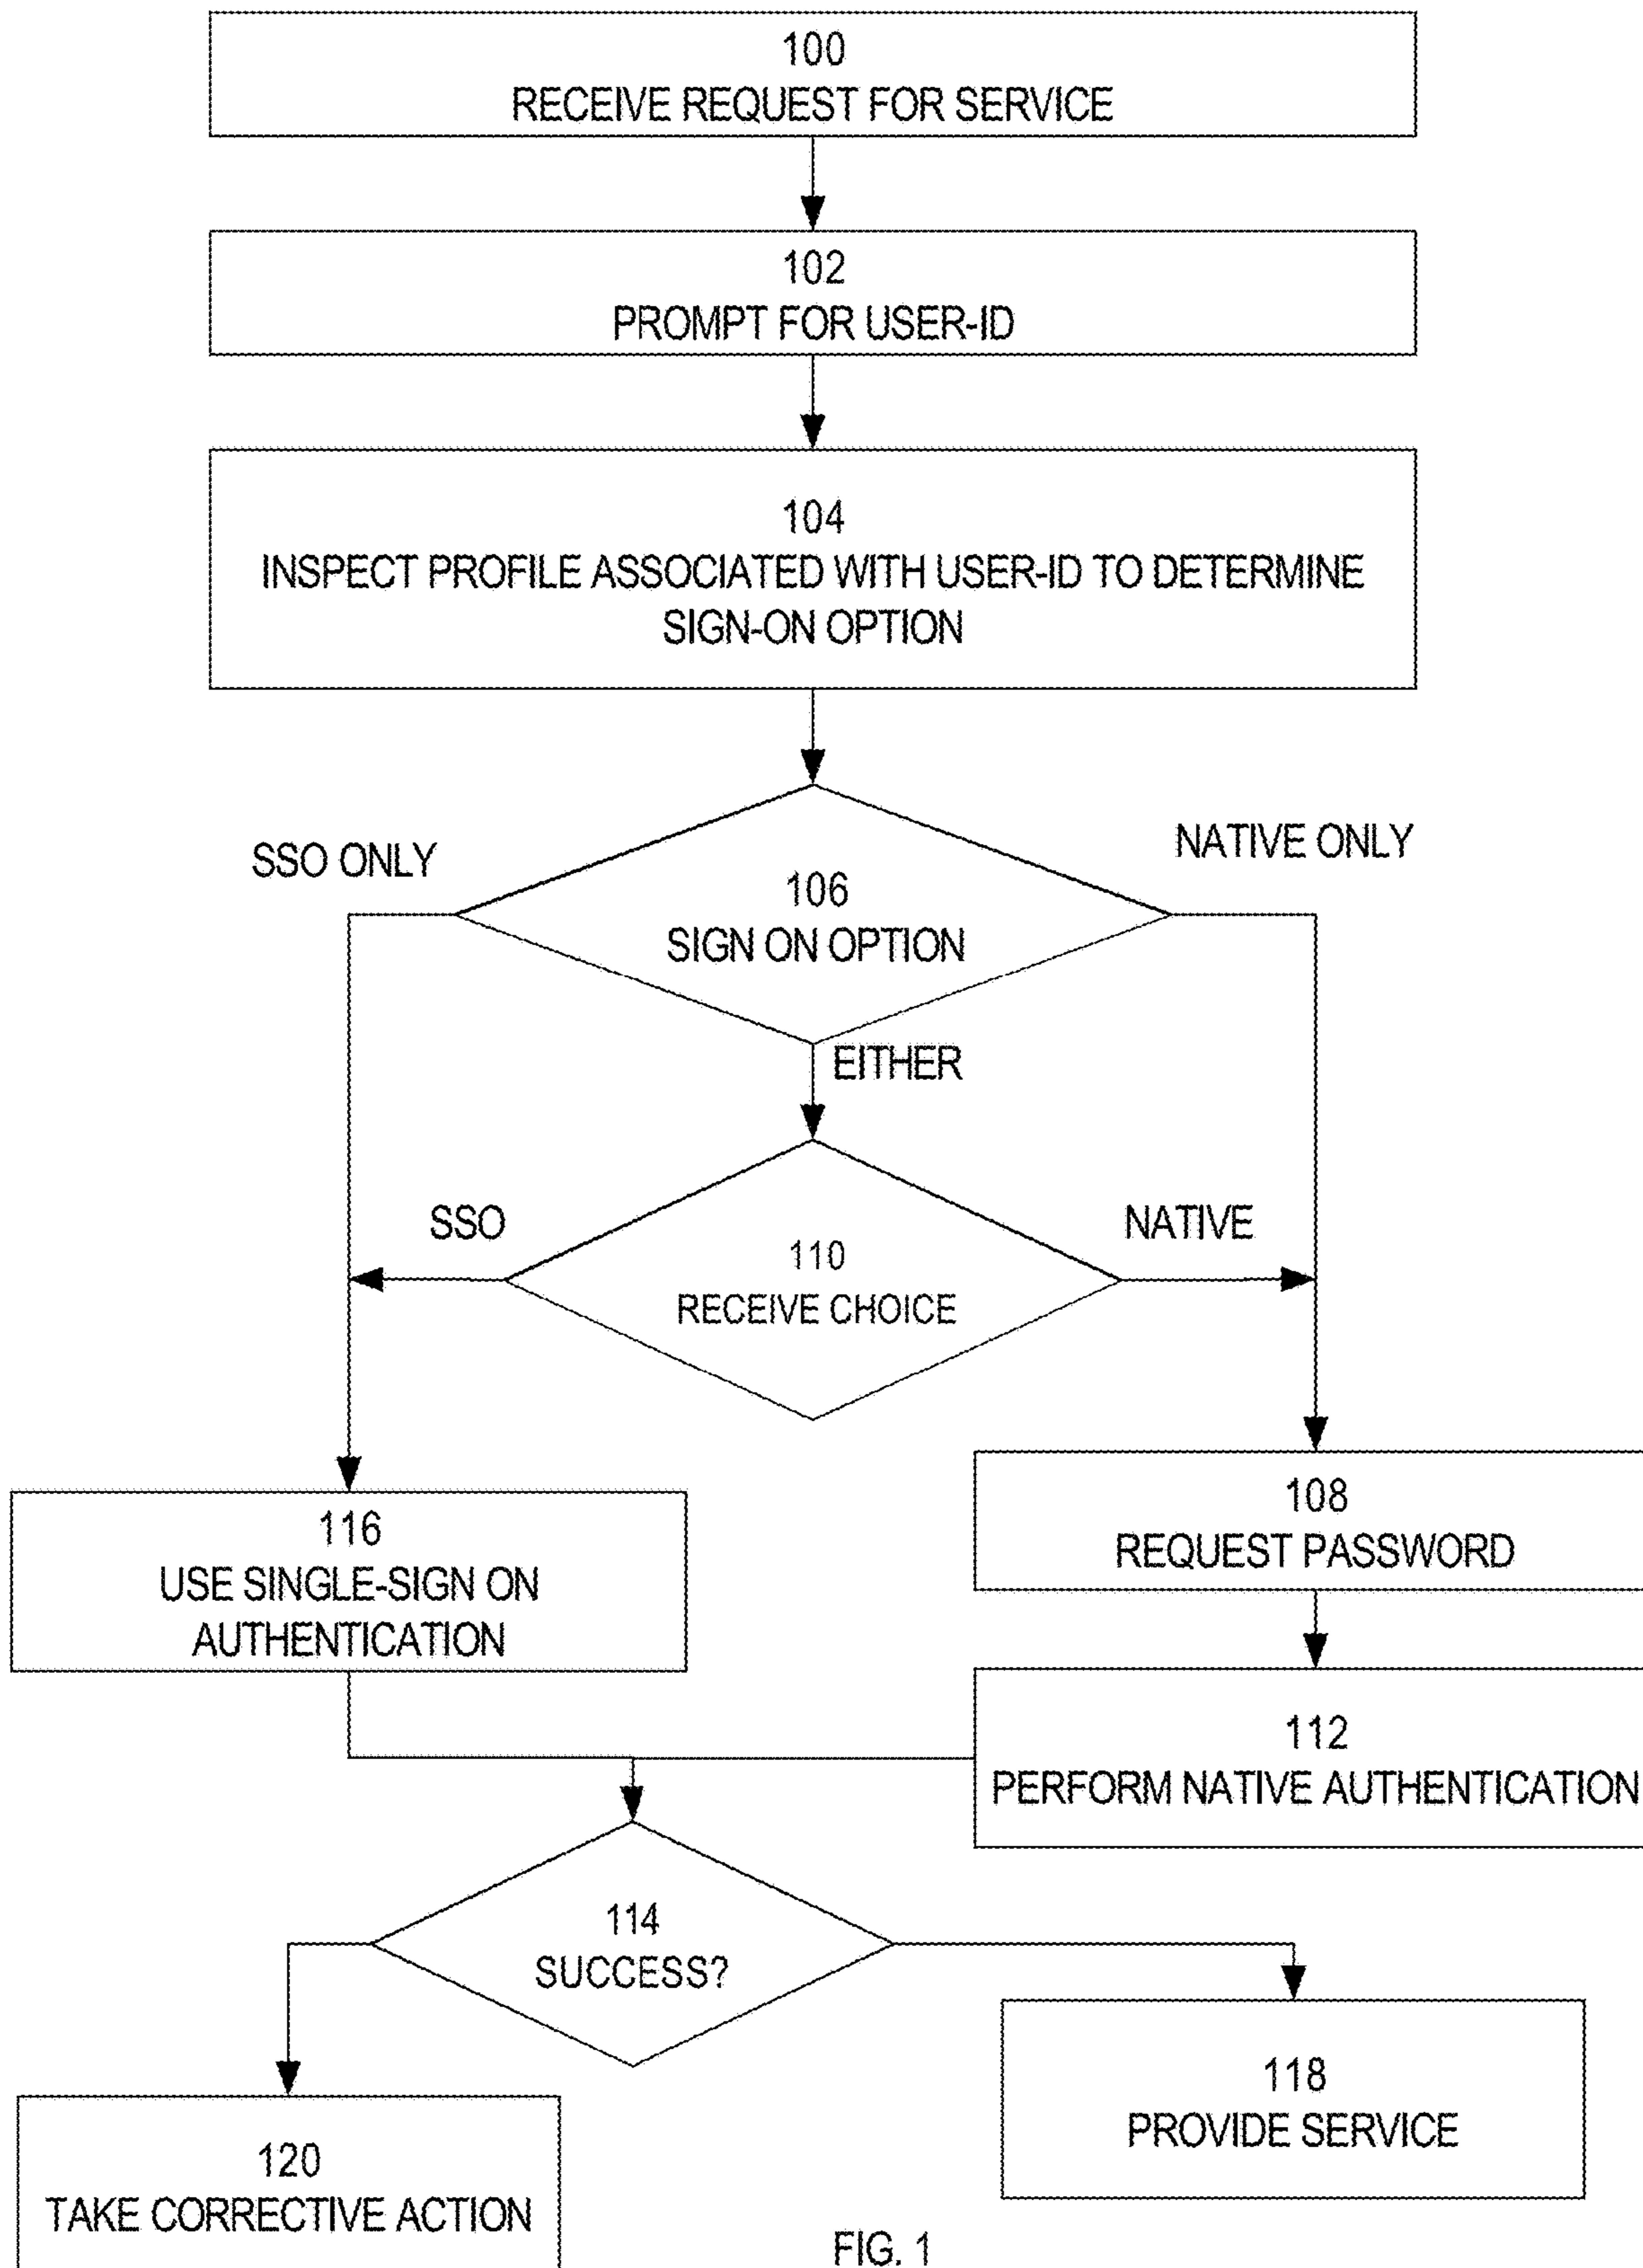 100
RECEIVE REQUEST FOR SERVICE
102
PROMPT FOR USER-ID
104
INSPECT PROFILE ASSOCIATED WITH USER-ID TO DETERMINE
SIGN-ON OPTION
SSO ONLY
NATIVE ONLY
106
SIGN ON OPTION
EITHER
SSO
NATIVE
110
RECEIVE CHOICE
108
REQUEST PASSWORD
116
USE SINGLE-SIGN ON
AUTHENTICATION
112
PERFORM NATIVE AUTHENTICATION
114
SUCCESS?
118
PROVIDE SERVICE
120
TAKE CORRECTIVE ACTION
FIG. 1